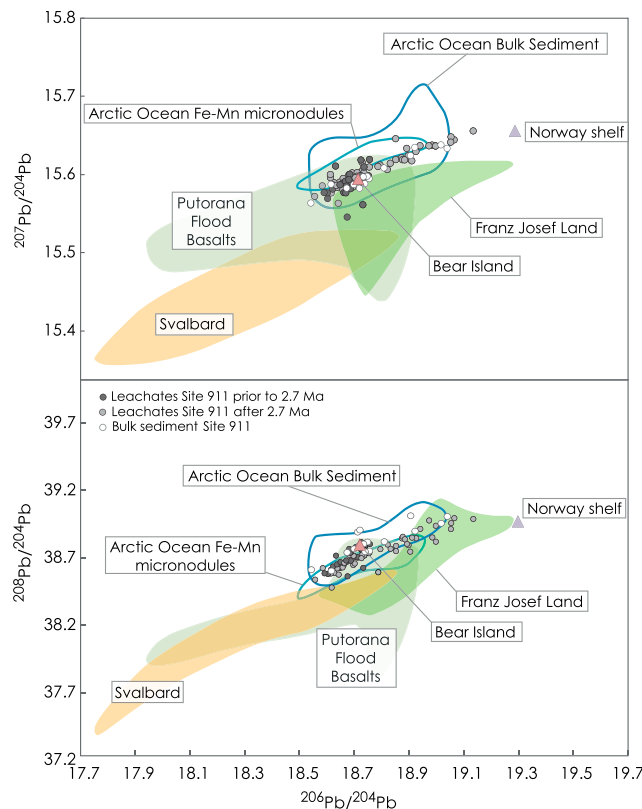 15.8
15.7
15.6
15.5
15.4
207Pb/204Pb
Arctic Ocean Bulk Sediment
Arctic Ocean Fe-Mn micronodules
Norway shelf
Putorana
Flood
Basalts
Franz Josef Land
Bear Island
Svalbard
39.7
39.2
38.7
38.2
37.7
37.2
208Pb/204Pb
Leachates Site 911 prior to 2.7 Ma
Leachates Site 911 after 2.7 Ma
Bulk sediment Site 911
Arctic Ocean Bulk Sediment
Norway shelf
Arctic Ocean Fe-Mn
micronodules
Franz Josef Land
Bear Island
Putorana
Flood
Basalts
Svalbard
17.7 17.9 18.1 18.3 18.5 18.7 18.9 19.1 19.3 19.5 19.7
206Pb/204Pb